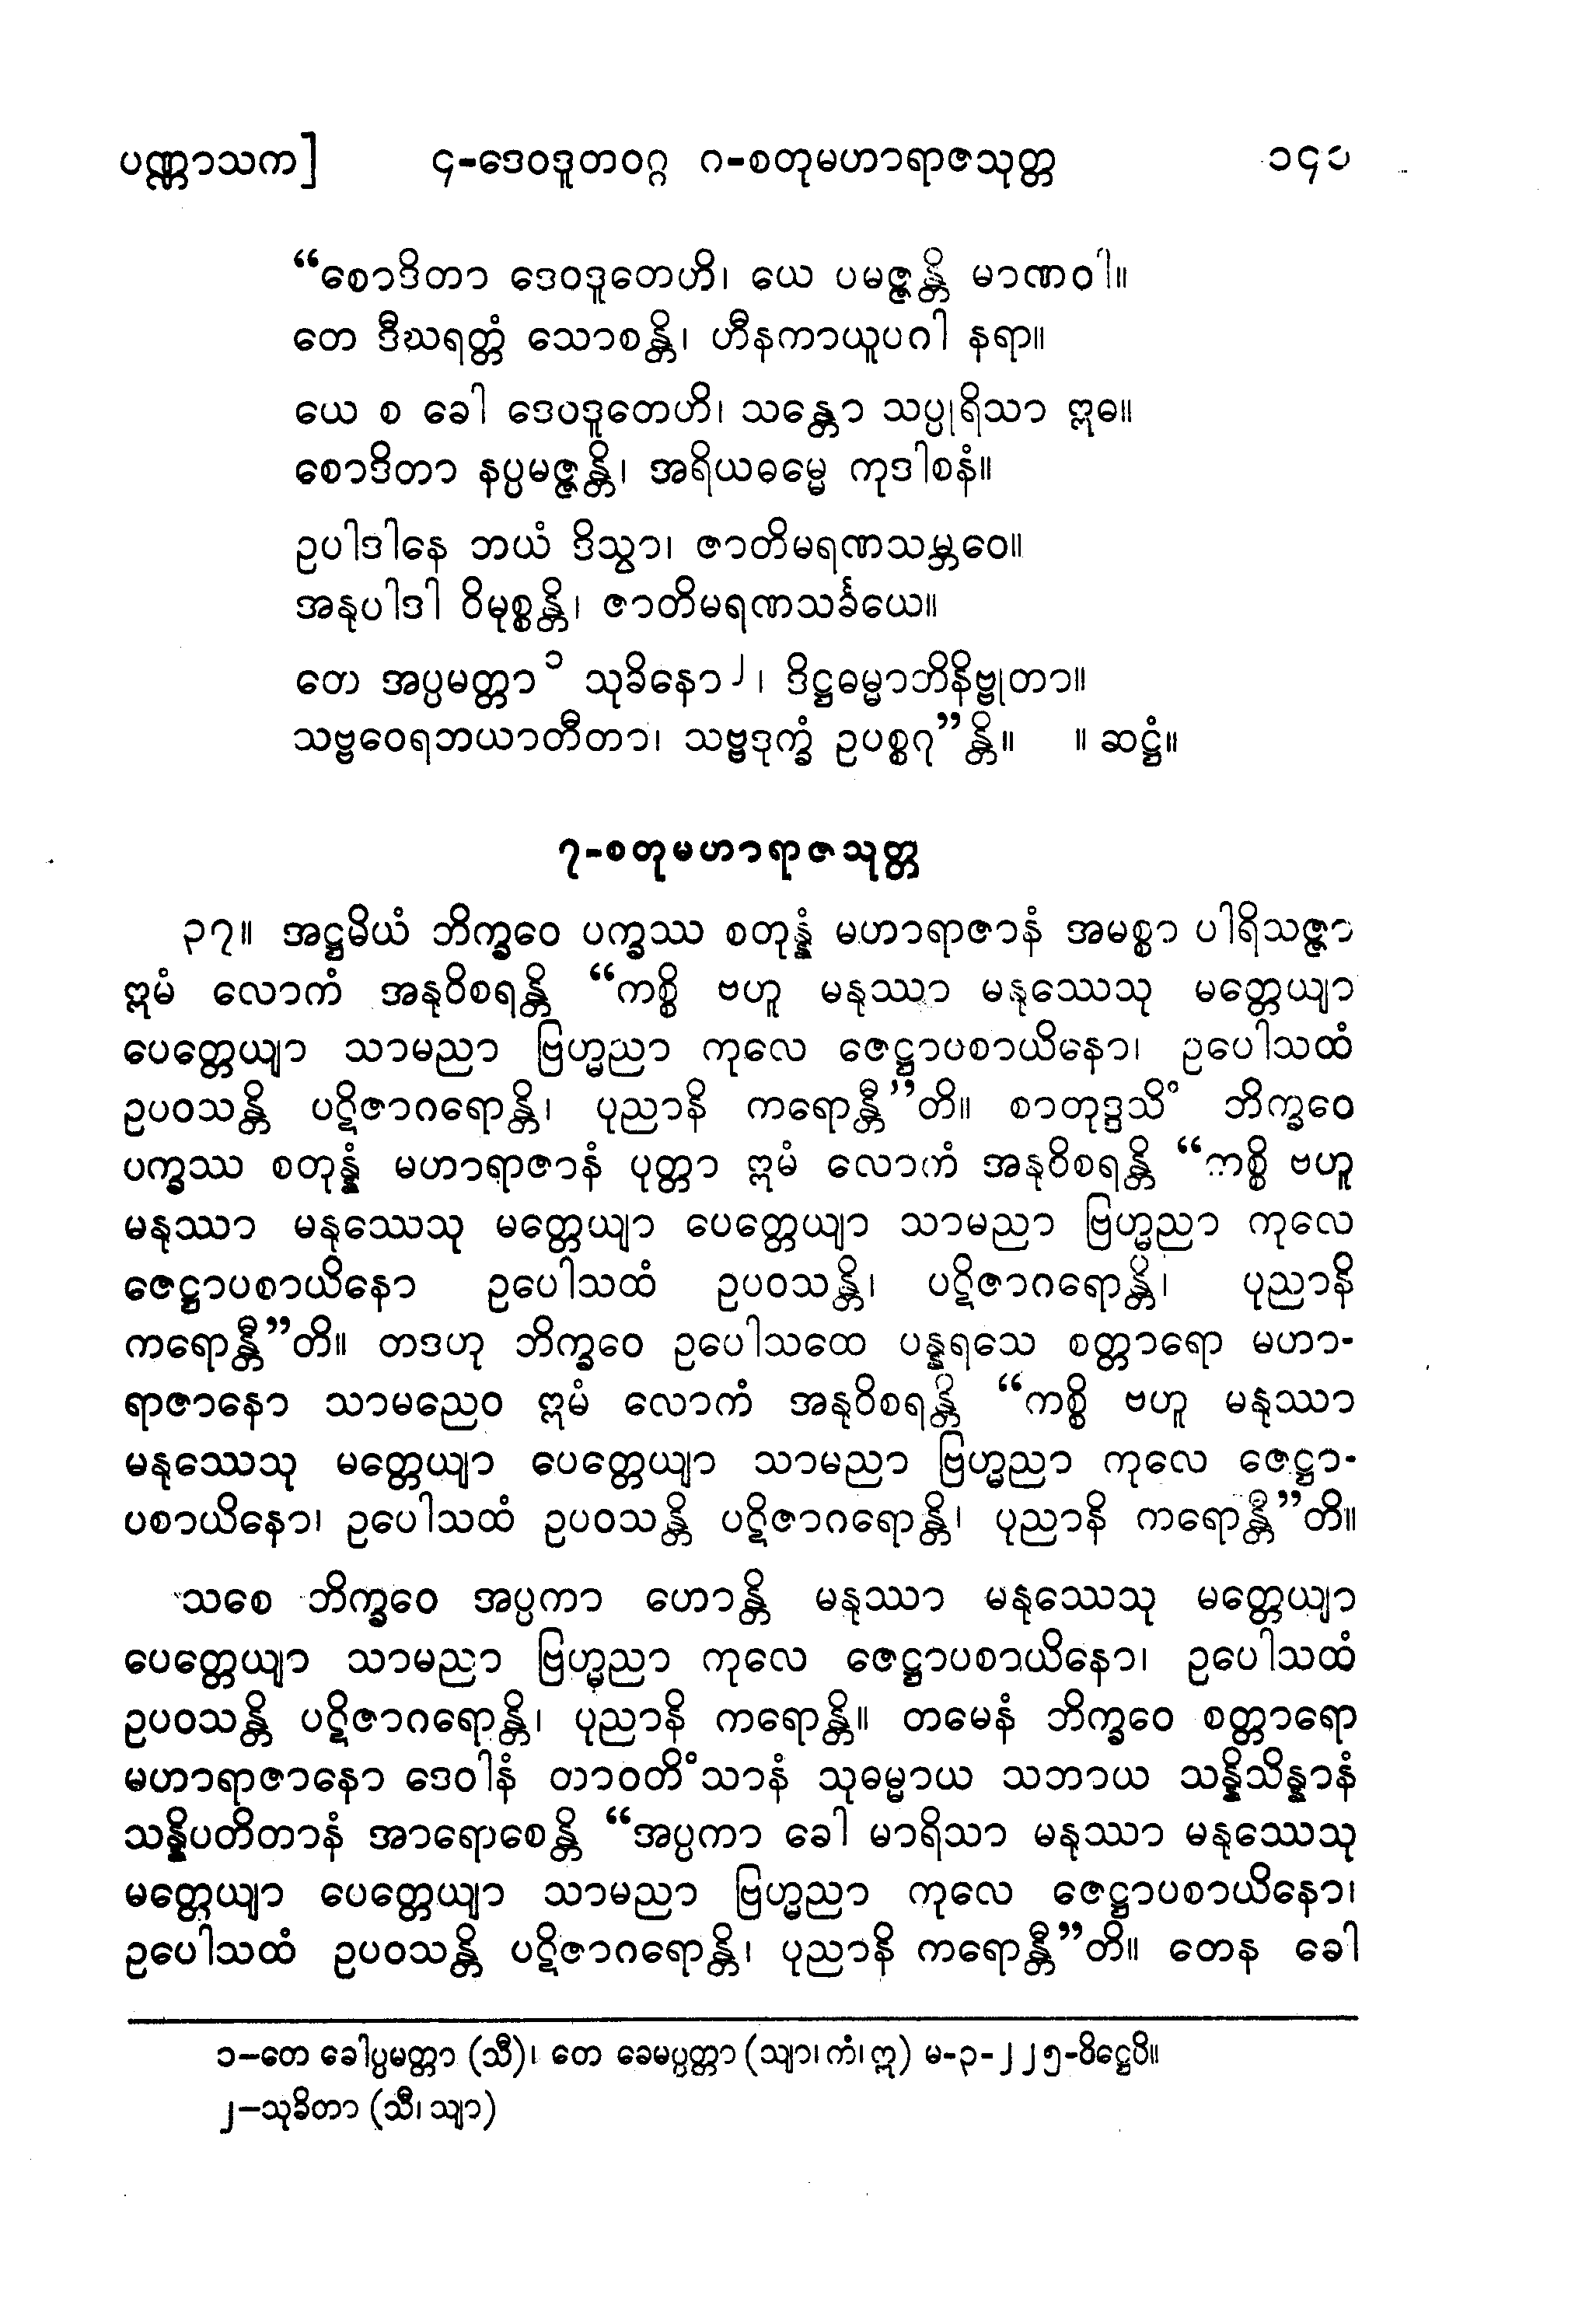 ပဏ္ဏာသက] ၄-ဒေဝဒူတဝဂ္ဂ ၇-စတုမဟာရာဇသုတ္တ ၁၄၁
“စောဒိတာ ဒေဝဒူတေဟိ၊ ယေ ပမဇ္ဇန္တိ မာဏဝါ။
တေ ဒီဃရတ္တံ သောစန္တိ၊ ဟီနကာယူပဂါ နရာ။
ယေ စ ခေါ ဒေဝဒူတေဟိ၊ သန္တော သပ္ပုရိသာ ဣဓ။
စောဒိတာ နပ္ပမဇ္ဇန္တိ၊ အရိယဓမ္မေ ကုဒါစနံ။
ဥပါဒါနေ ဘယံ ဒိသွာ၊ ဇာတိမရဏသမ္ဘဝေ။
အနုပါဒါ ဝိမုစ္စန္တိ၊ ဇာတိမရဏသင်္ခယေ။
တေ အပ္ပမတ္တာ၁ သုခိနော၂၊ ဒိဋ္ဌဓမ္မာဘိနိဗ္ဗုတာ။
သဗ္ဗဝေရဘယာတီတာ၊ သဗ္ဗဒုက္ခံ ဥပစ္စဂု”န္တိ။ ။ ဆဋ္ဌံ။
၇-စတုမဟာရာဇသုတ္တ
၃၇။ အဋ္ဌမိယံ ဘိက္ခဝေ ပက္ခဿ စတုန္နံ မဟာရာဇာနံ အမစ္စာ ပါရိသဇ္ဇာ
ဣမံ လောကံ အနုဝိစရန္တိ “ကစ္စိ ဗဟူ မနုဿာ မနုဿေသု မတ္တေယျာ
ပေတ္တေယျာ သာမညာ ဗြဟ္မညာ ကုလေ ဇေဋ္ဌာပစာယိနော၊ ဥပေါသထံ
ဥပဝသန္တိ ပဋိဇာဂရောန္တိ၊ ပုညာနိ ကရောန္တီ”တိ။ စာတုဒ္ဒသိံ ဘိက္ခဝေ
ပက္ခဿ စတုန္နံ မဟာရာဇာနံ ပုတ္တာ ဣမံ လောကံ အနုဝိစရန္တိ “ကစ္စိ ဗဟူ
မနုဿာ မနုဿေသု မတ္တေယျာ ပေတ္တေယျာ သာမညာ ဗြဟ္မညာ ကုလေ
ဇေဋ္ဌာပစာယိနော ဥပေါသထံ ဥပဝသန္တိ၊ ပဋိဇာဂရောန္တိ၊ ပုညာနိ
ကရောန္တီ”တိ။ တဒဟု ဘိက္ခဝေ ဥပေါသထေ ပန္နရသေ စတ္တာရော မဟာ-
ရာဇာနော သာမညေဝ ဣမံ လောကံ အနုဝိစရန္တိ “ကစ္စိ ဗဟူ မနုဿာ
မနုဿေသု မတ္တေယျာ ပေတ္တေယျာ သာမညာ ဗြဟ္မညာ ကုလေ ဇေဋ္ဌာ-
ပစာယိနော၊ ဥပေါသထံ ဥပဝသန္တိ ပဋိဇာဂရောန္တိ၊ ပုညာနိ ကရောန္တီ”တိ။
သစေ ဘိက္ခဝေ အပ္ပကာ ဟောန္တိ မနုဿာ မနုဿေသု မတ္တေယျာ
ပေတ္တေယျာ သာမညာ ဗြဟ္မညာ ကုလေ ဇေဋ္ဌာပစာယိနော၊ ဥပေါသထံ
ဥပဝသန္တိ ပဋိဇာဂရောန္တိ၊ ပုညာနိ ကရောန္တိ။ တမေနံ ဘိက္ခဝေ စတ္တာရော
မဟာရာဇာနော ဒေဝါနံ တာဝတိံသာနံ သုဓမ္မာယ သဘာယ သန္နိသိန္နာနံ
သန္နိပတိတာနံ အာရောစေန္တိ “အပ္ပကာ ခေါ မာရိသာ မနုဿာ မနုဿေသု
မတ္တေယျာ ပေတ္တေယျာ သာမညာ ဗြဟ္မညာ ကုလေ ဇေဋ္ဌာပစာယိနော၊
ဥပေါသထံ ဥပဝသန္တိ ပဋိဇာဂရောန္တိ၊ ပုညာနိ ကရောန္တီ”တိ။ တေန ခေါ
၁–တေ ခေါပ္ပမတ္တာ (သီ)၊ တေ ခေမပ္ပတ္တာ (သျာ၊ကံ၊ဣ) မ-၃-၂၂၅-ပိဋ္ဌေပိ။
၂–သုခိတာ (သီ၊သျာ)